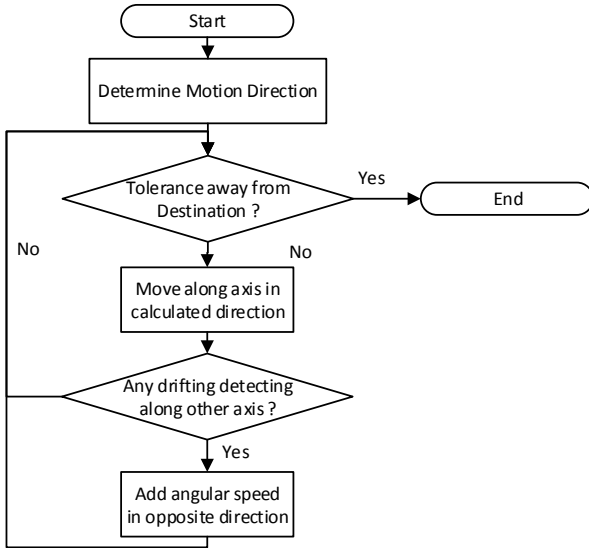 Start
Determine Motion Direction
Tolerance away from
Destination ?
Yes
End
No
No
Move along axis in
calculated direction
Any drifting detecting
along other axis ?
Yes
Add angular speed
in opposite direction